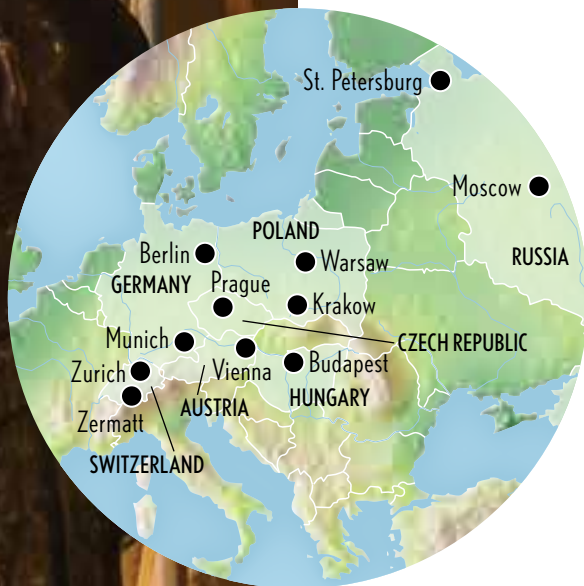 St. Petersburg
Moscow
RUSSIA
POLAND
Berlin
Warsaw
GERMANY
Prague
Krakow
Munich
CZECH REPUBLIC
Zurich
Vienna
Budapest
AUSTRIA
HUNGARY
Zermatt
SWITZERLAND